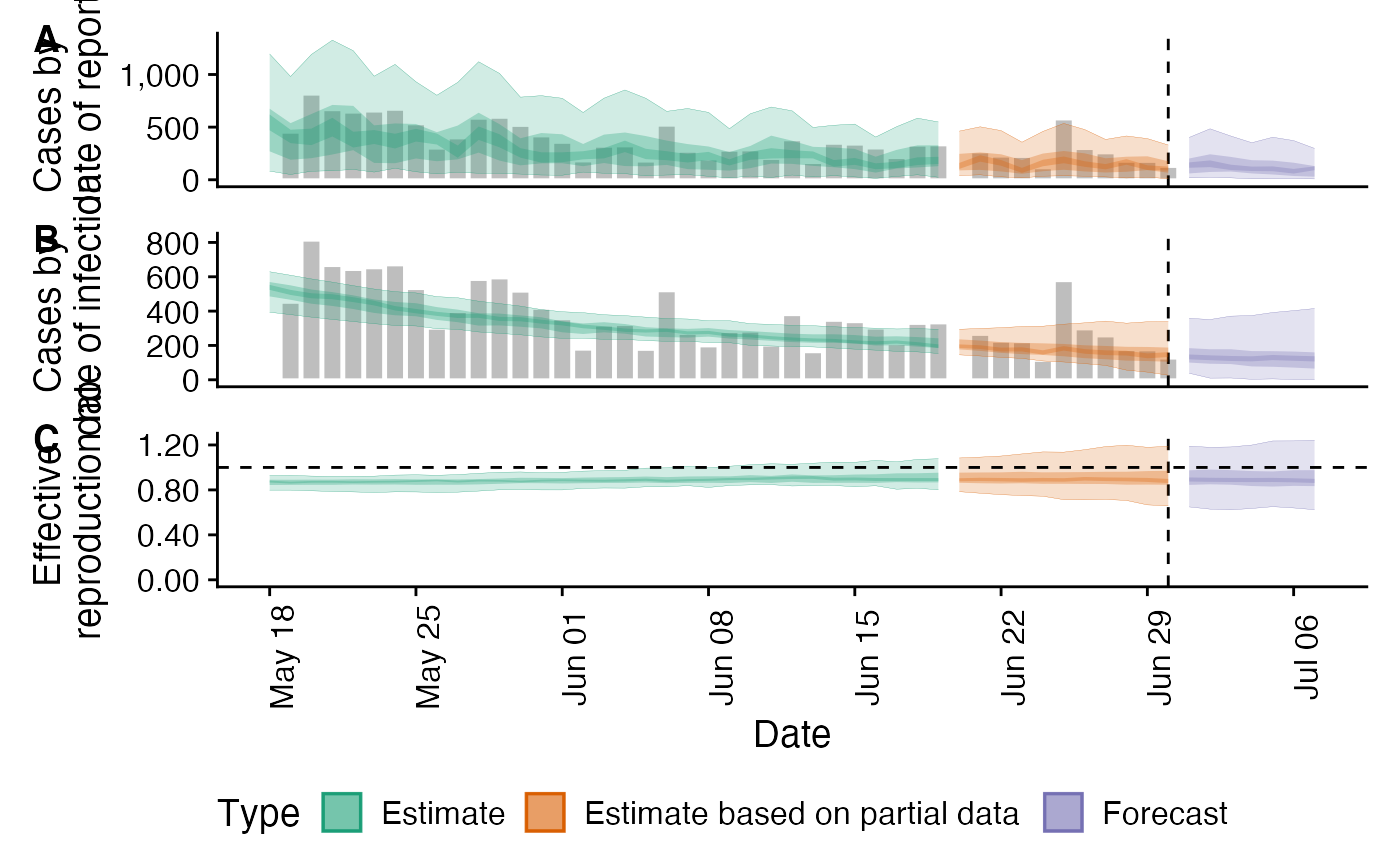 A
Cases by
date of report
1,000
500
0
B
Cases by
date of infection
800
600
400
200
0
C
Effective
reproduction no.
1.20
0.80
0.40
0.00
May 18
May 25
Jun 01
Jun 08
Jun 15
Jun 22
Jun 29
Jul 06
Date
Type
Estimate
Estimate based on partial data
Forecast